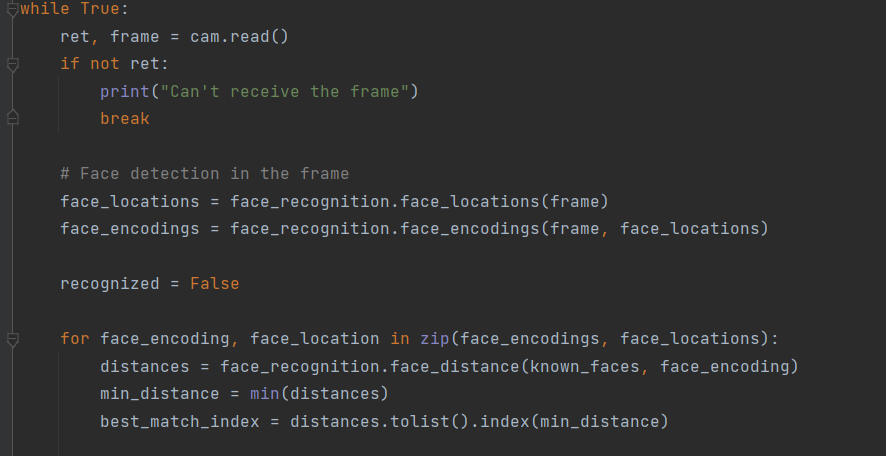 while True:
    ret, frame = cam.read()
    if not ret:
        print("Can't receive the frame")
        break

    # Face detection in the frame
    face_locations = face_recognition.face_locations(frame)
    face_encodings = face_recognition.face_encodings(frame, face_locations)

    recognized = False

    for face_encoding, face_location in zip(face_encodings, face_locations):
        distances = face_recognition.face_distance(known_faces, face_encoding)
        min_distance = min(distances)
        best_match_index = distances.tolist().index(min_distance)